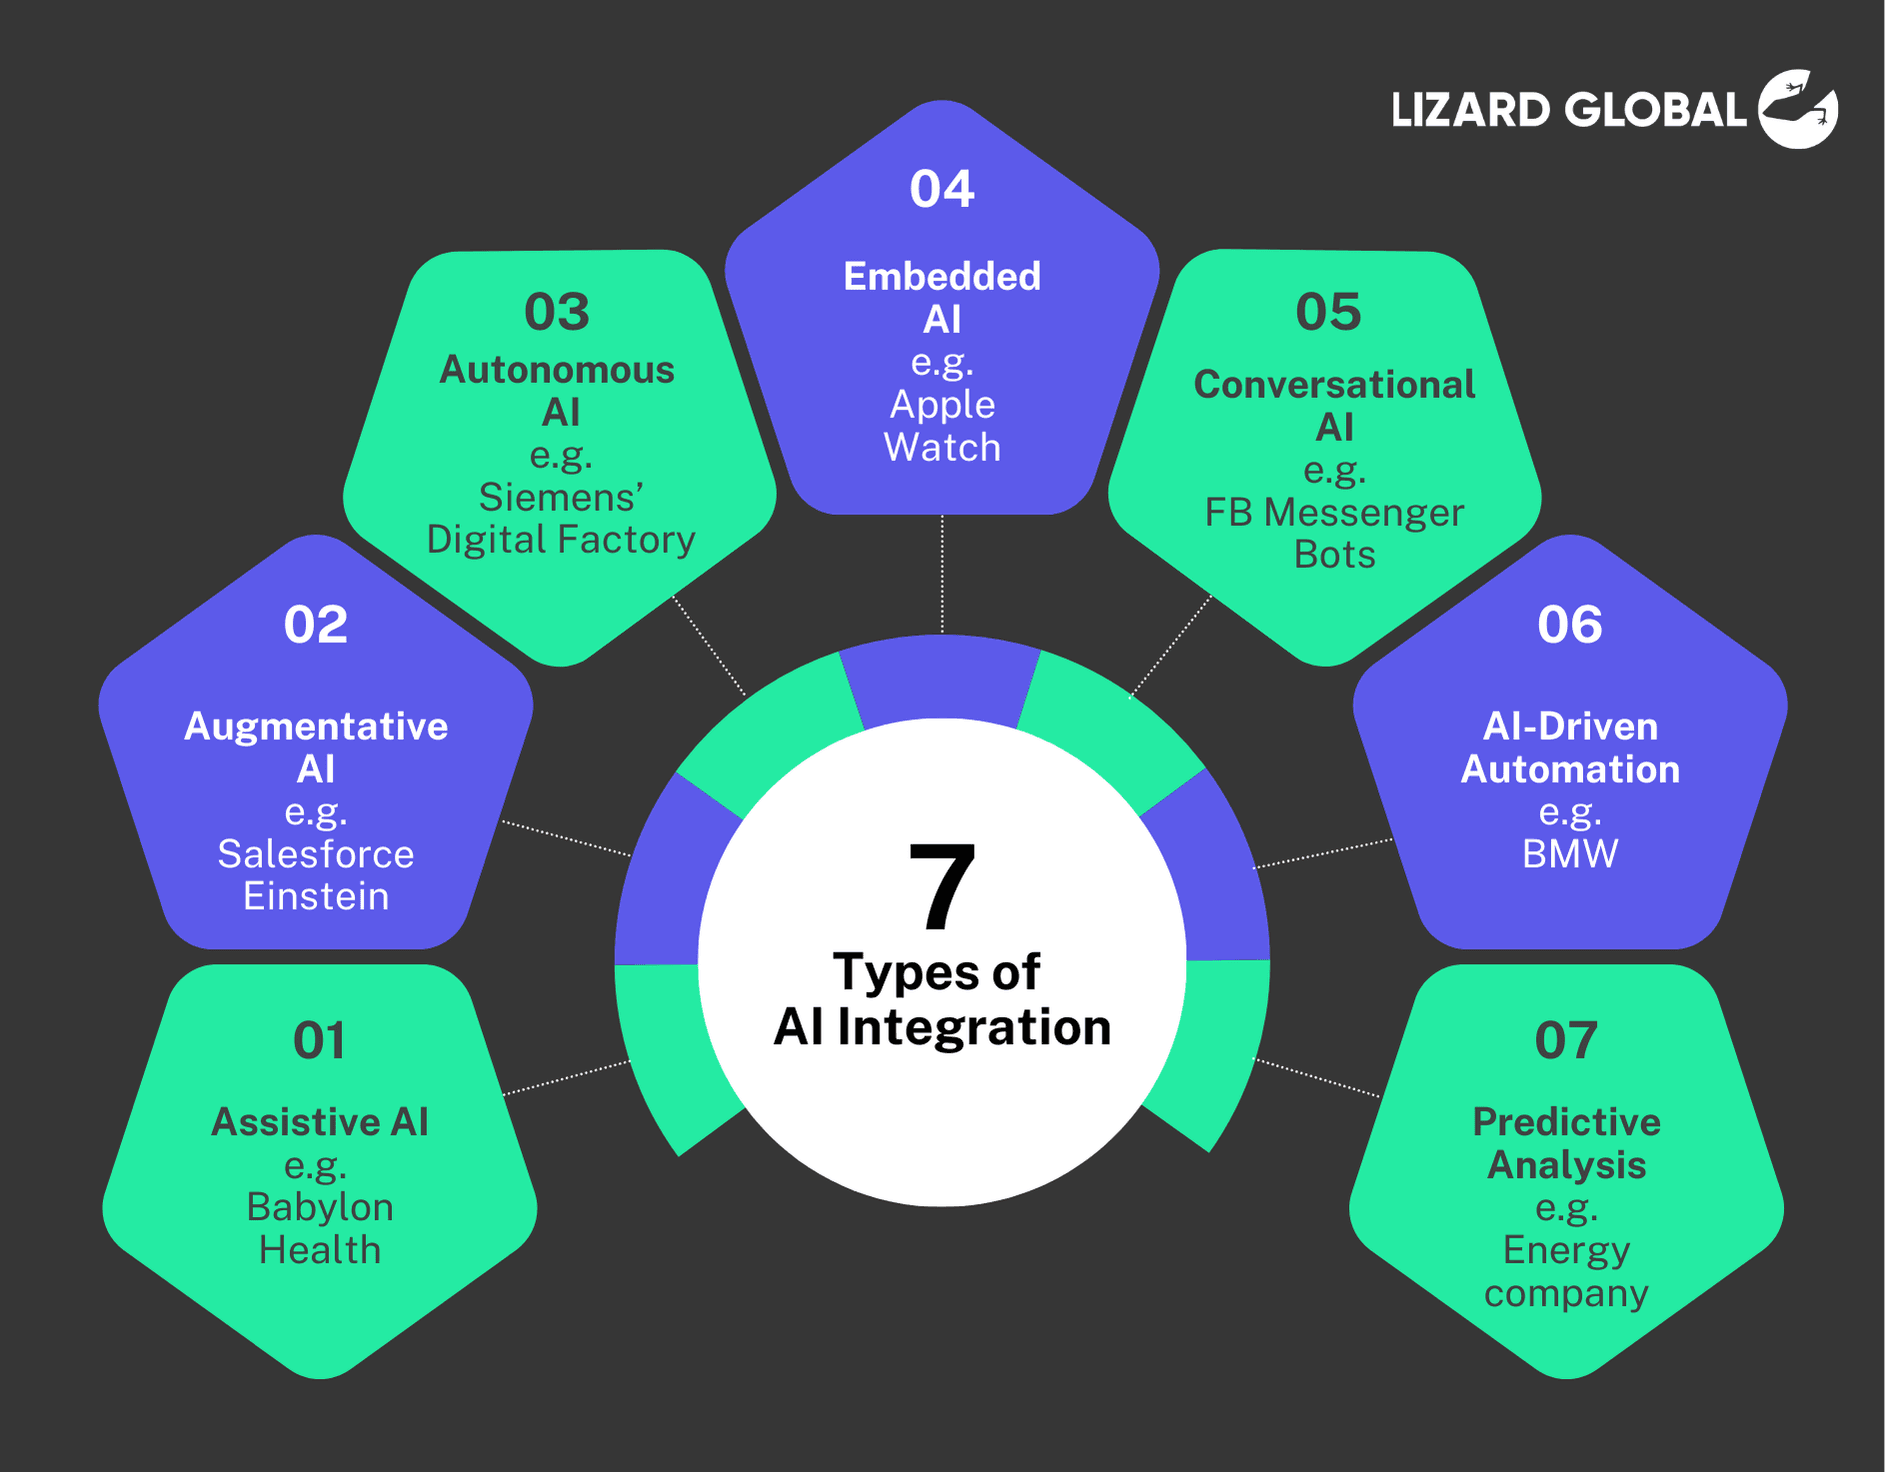 LIZARD GLOBAL
01
Assistive AI
e.g.
Babylon
Health
02
Augmentative
AI
e.g.
Salesforce
Einstein
03
Autonomous
AI
e.g.
Siemens’
Digital Factory
04
Embedded
AI
e.g.
Apple
Watch
05
Conversational
AI
e.g.
FB Messenger
Bots
06
AI-Driven
Automation
e.g.
BMW
07
Predictive
Analysis
e.g.
Energy
company
7
Types of
AI Integration